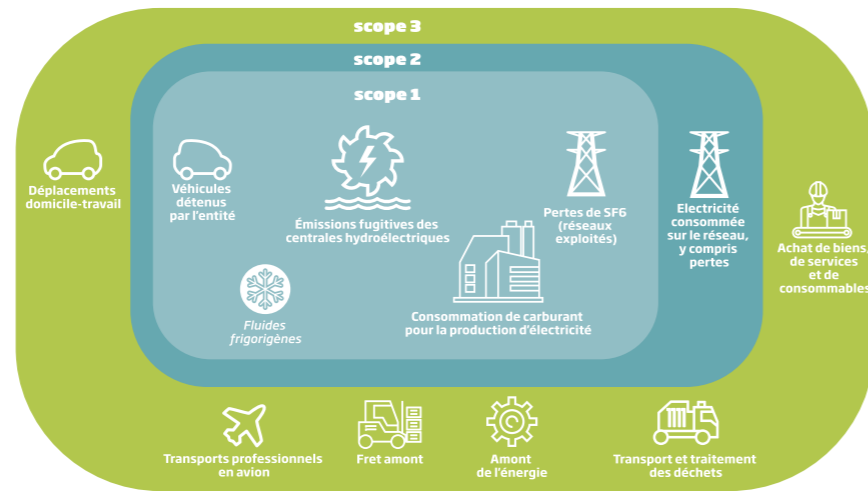 scope 3
scope 2
scope 1
Déplacements
domicile-travail
Véhicules
détenus
par l'entité
Émissions fugitives des
centrales hydroélectriques
Pertes de SF6
(réseaux
exploités)
Electricité
consommée
sur le réseau,
y compris
pertes
Achat de biens,
de services
et de
consommables
Fluides
frigorigènes
Consommation de carburant
pour la production d'électricité
Transports professionnels
en avion
Fret amont
Amont
de l'énergie
Transport et traitement
des déchets